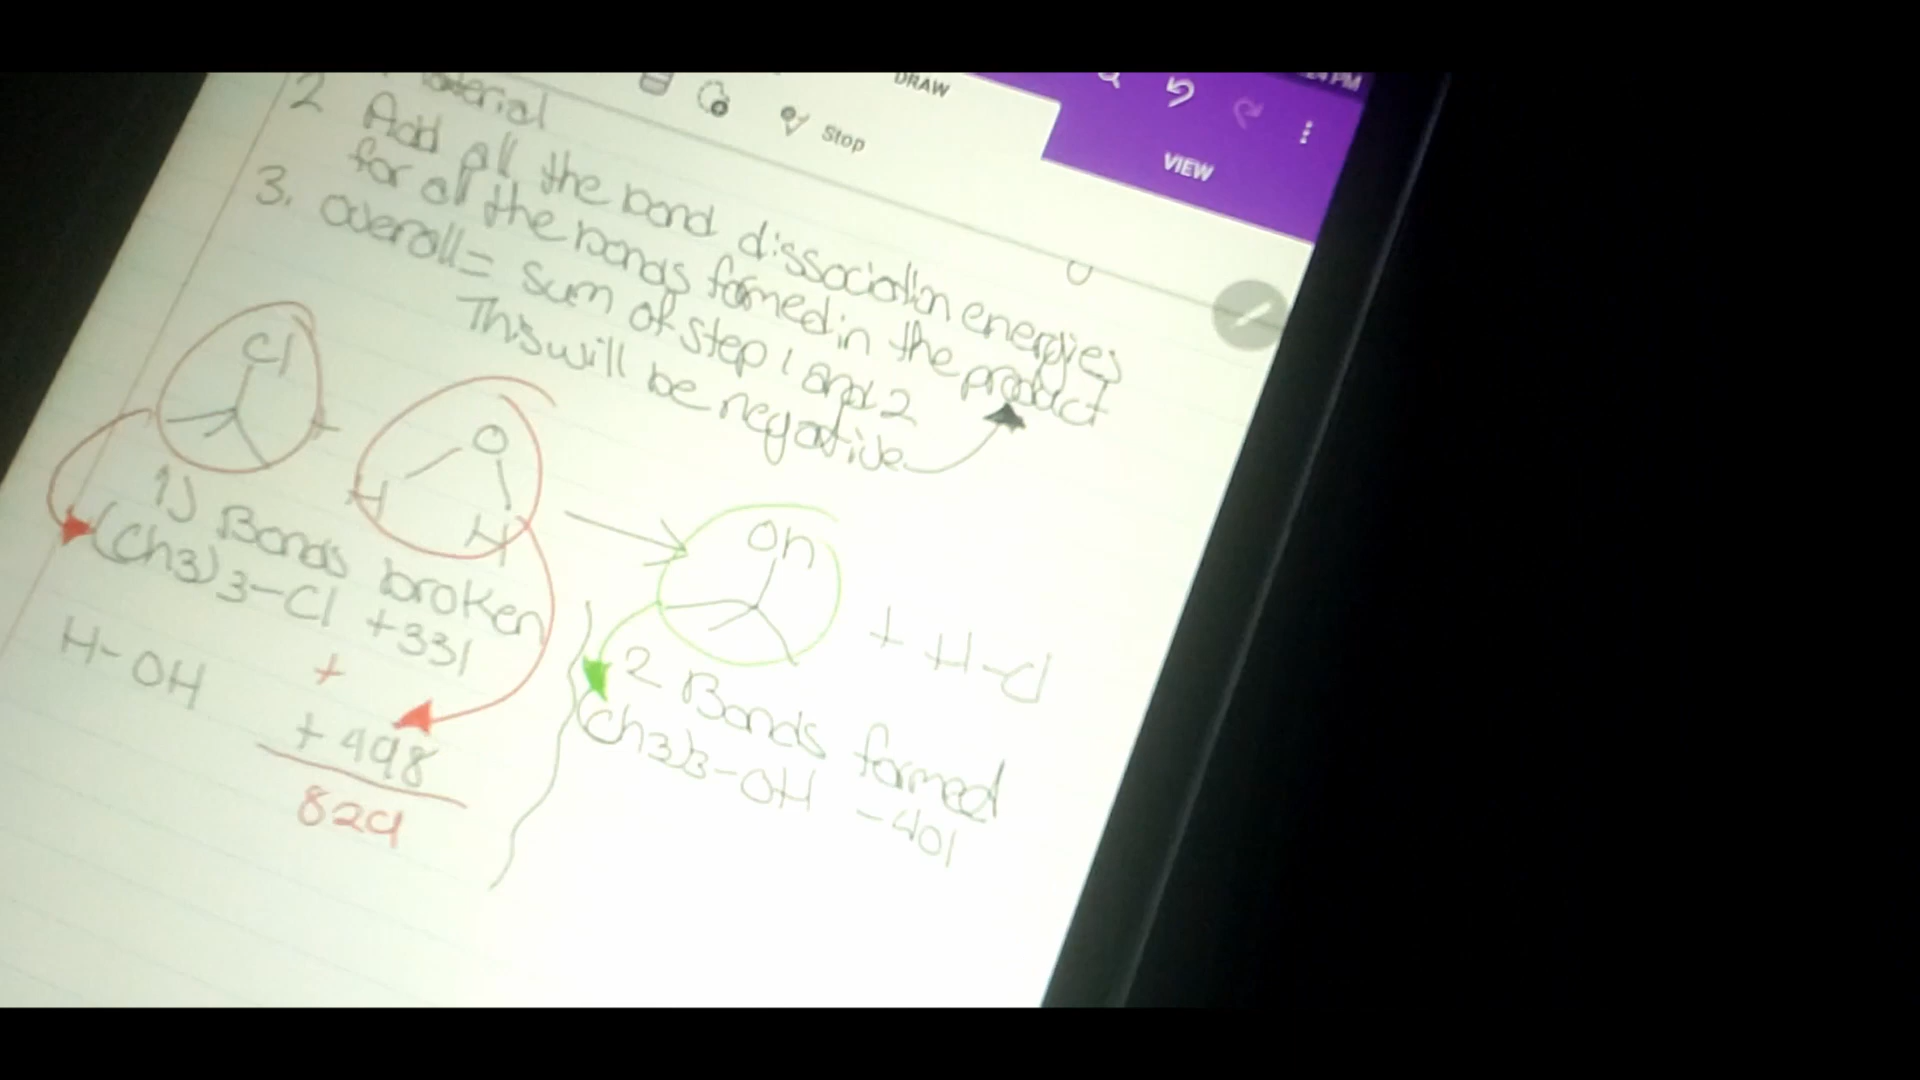 DRAW
Stop
VIEW
2 Add all the bond dissociation energies
for all the bonds formed in the product
3. overall = sum of step 1 and 2
This will be negative
Cl
+
O
H
H
Oh
+ H-Cl
1) Bonds broken
(Ch3)3-Cl +331
+
H-OH
+498
829
2 Bonds formed
(Ch3)3-OH -401